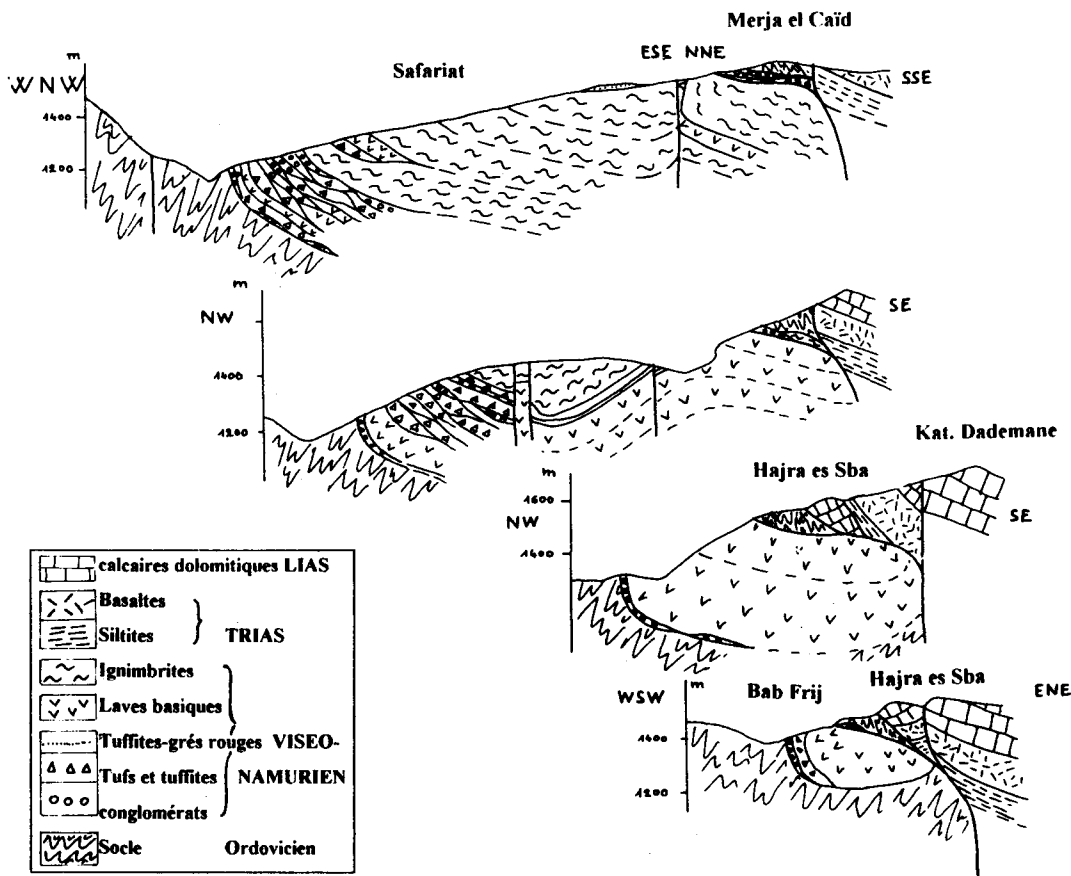 Merja el Caïd
ESE NNE
Safariat
m
WNW
SSE
1400
1200
m
NW
SE
1400
1200
Kat. Dademane
Hajra es Sba
m
1600
NW
SE
1400
WSW
m
Bab Frij
Hajra es Sba
ENE
1400
1200
calcaires dolomitiques LIAS
Basaltes
Siltites
TRIAS
Ignimbrites
Laves basiques
Tuffites-grés rouges VISEO-
Tufs et tuffites NAMURIEN
conglomérats
Socle Ordovicien